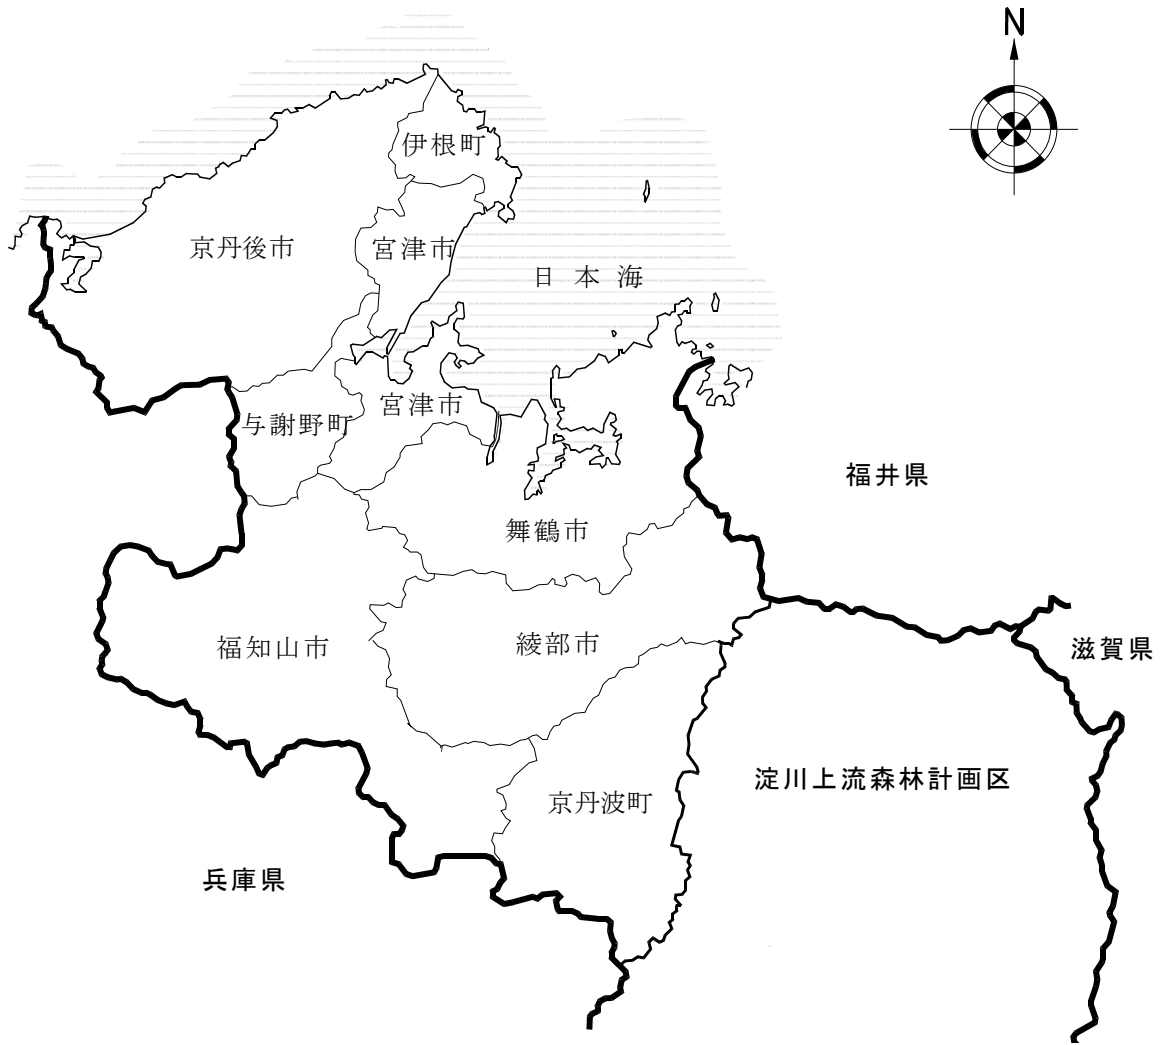 N
伊根町
京丹後市
宮津市
日本海
宮津市
与謝野町
福井県
舞鶴市
福知山市
綾部市
滋賀県
淀川上流森林計画区
京丹波町
兵庫県